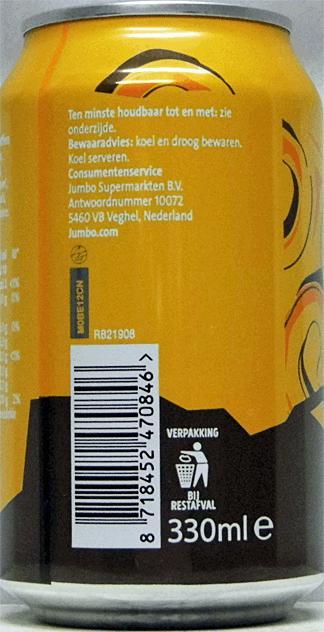 Ten minste houdbaar tot en met: zie
onderzijde.
Bewaaradvies: koel en droog bewaren.
Koel serveren.
Consumentenservice
Jumbo Supermarkten B.V.
Antwoordnummer 10072
5460 VB Veghel, Nederland
Jumbo.com
M0BE12CN
RB21908
8 718452 470846 >
VERPAKKING
BIJ
RESTAFVAL
330ml e